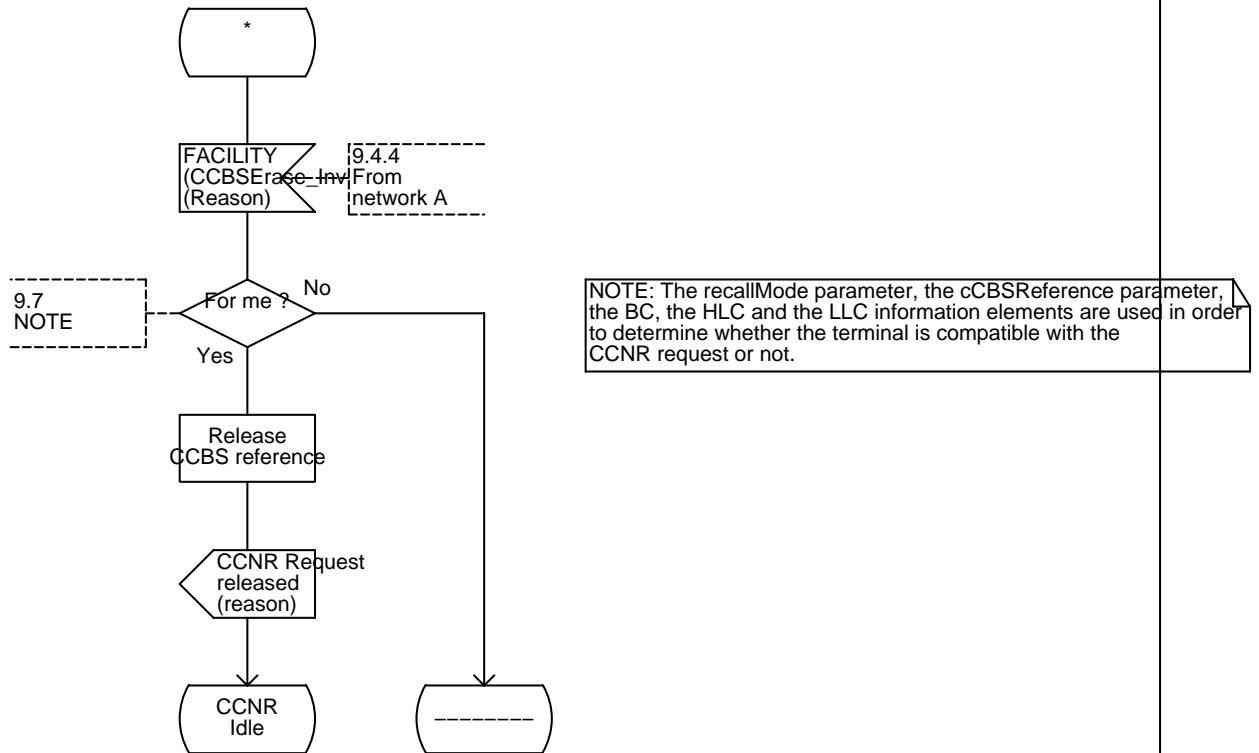 *
FACILITY
(CCBSErase_Inv
(Reason)
9.4.4
From
network A
9.7
NOTE
For me ?
No
Yes
NOTE: The recallMode parameter, the cCBSReference parameter,
the BC, the HLC and the LLC information elements are used in order
to determine whether the terminal is compatible with the
CCNR request or not.
Release
CCBS reference
CCNR Request
released
(reason)
CCNR
Idle
________